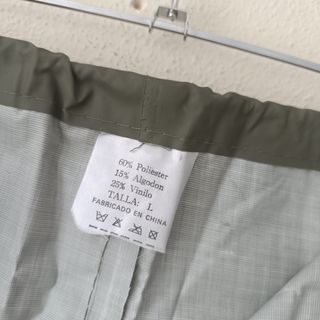 60% Poliester
15% Algodon
25% Vinilo
TALLA: L
FABRICADO EN CHINA